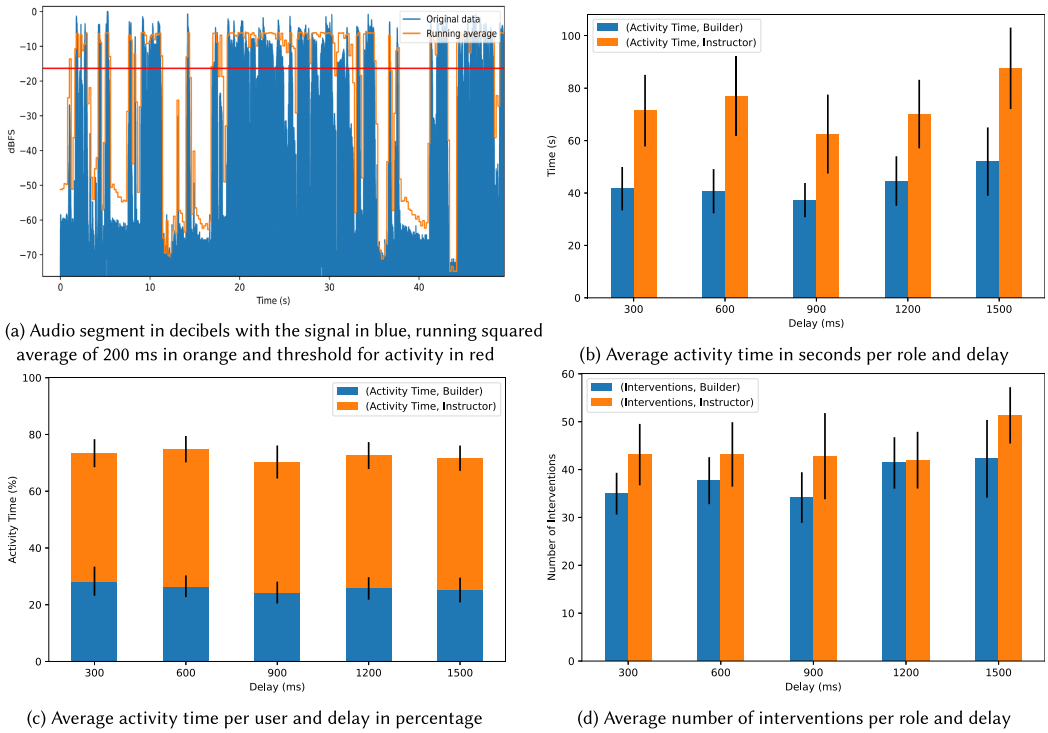 0
−10
−20
−30
−40
−50
−60
−70
dBFS
Original data
Running average
0
10
20
30
40
Time (s)
(a) Audio segment in decibels with the signal in blue, running squared
average of 200 ms in orange and threshold for activity in red
100
80
60
40
20
0
Time (s)
(Activity Time, Builder)
(Activity Time, Instructor)
300
600
900
1200
1500
Delay (ms)
(b) Average activity time in seconds per role and delay
100
80
60
40
20
0
Activity Time (%)
(Activity Time, Builder)
(Activity Time, Instructor)
300
600
900
1200
1500
Delay (ms)
(c) Average activity time per user and delay in percentage
60
50
40
30
20
10
0
Number of Interventions
(Interventions, Builder)
(Interventions, Instructor)
300
600
900
1200
1500
Delay (ms)
(d) Average number of interventions per role and delay